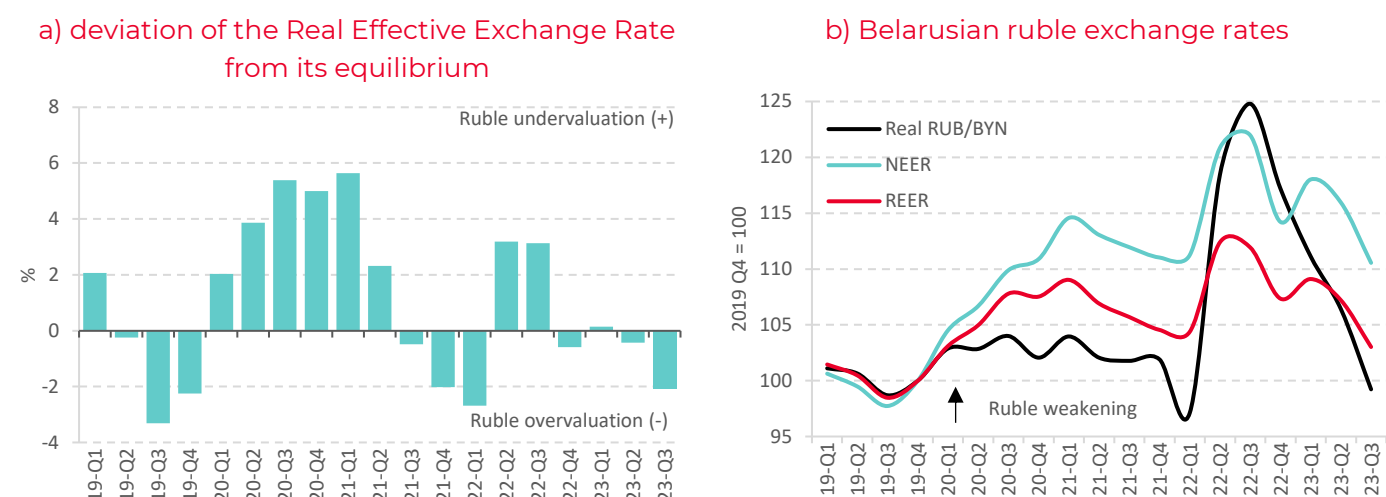 a) deviation of the Real Effective Exchange Rate
from its equilibrium
8
6
4
2
0
-2
-4
%
Ruble undervaluation (+)
Ruble overvaluation (-)
19-Q1
19-Q2
19-Q3
19-Q4
20-Q1
20-Q2
20-Q3
20-Q4
21-Q1
21-Q2
21-Q3
21-Q4
22-Q1
22-Q2
22-Q3
22-Q4
23-Q1
23-Q2
23-Q3
b) Belarusian ruble exchange rates
125
120
115
110
105
100
95
2019 Q4 = 100
Real RUB/BYN
NEER
REER
Ruble weakening
19-Q1
19-Q2
19-Q3
19-Q4
20-Q1
20-Q2
20-Q3
20-Q4
21-Q1
21-Q2
21-Q3
21-Q4
22-Q1
22-Q2
22-Q3
22-Q4
23-Q1
23-Q2
23-Q3